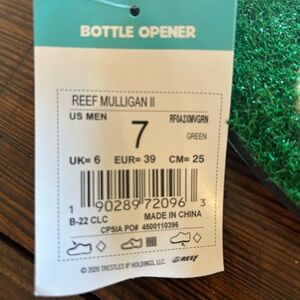 BOTTLE OPENER
REEF MULLIGAN II
US MEN
7
RF0A2XMVGRN
GREEN
UK= 6 EUR= 39 CM= 25
1 90289 72096 3
B-22 CLC
MADE IN CHINA
CPSIA PO# 4500110396
© 2020 TRESTLES IP HOLDINGS, LLC.
REEF